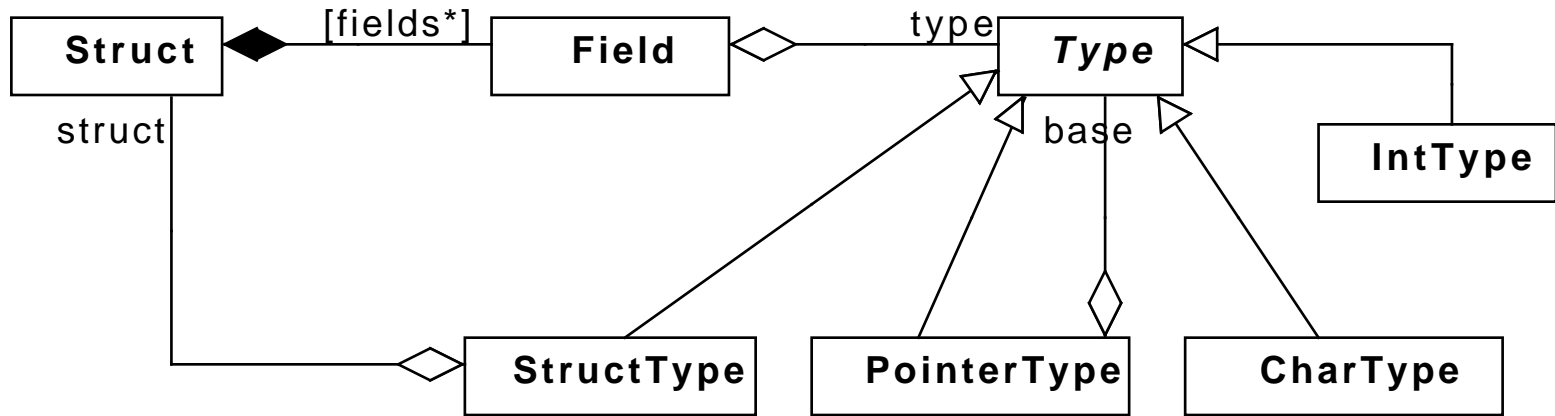 Struct
[fields*]
Field
type
Type
struct
base
IntType
StructType
PointerType
CharType